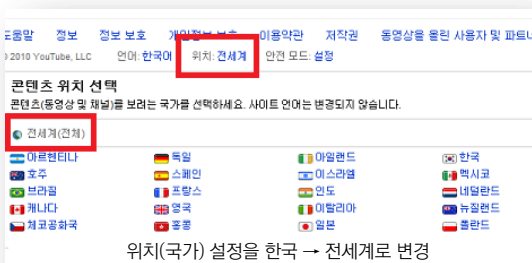 도움말 정보 정보 보호 개인정보 보호 이용약관 저작권 동영상을 올린 사용자 및 파트너
2010 YouTube, LLC 언어: 한국어 위치: 전세계 안전 모드: 설정
콘텐츠 위치 선택
콘텐츠(동영상 및 채널)를 보려는 국가를 선택하세요. 사이트 언어는 변경되지 않습니다.
전세계(전체)
아르헨티나 독일 아일랜드 한국
호주 스페인 이스라엘 멕시코
브라질 프랑스 인도 네덜란드
캐나다 영국 이탈리아 뉴질랜드
체코공화국 홍콩 일본 폴란드
위치(국가) 설정을 한국 → 전세계로 변경